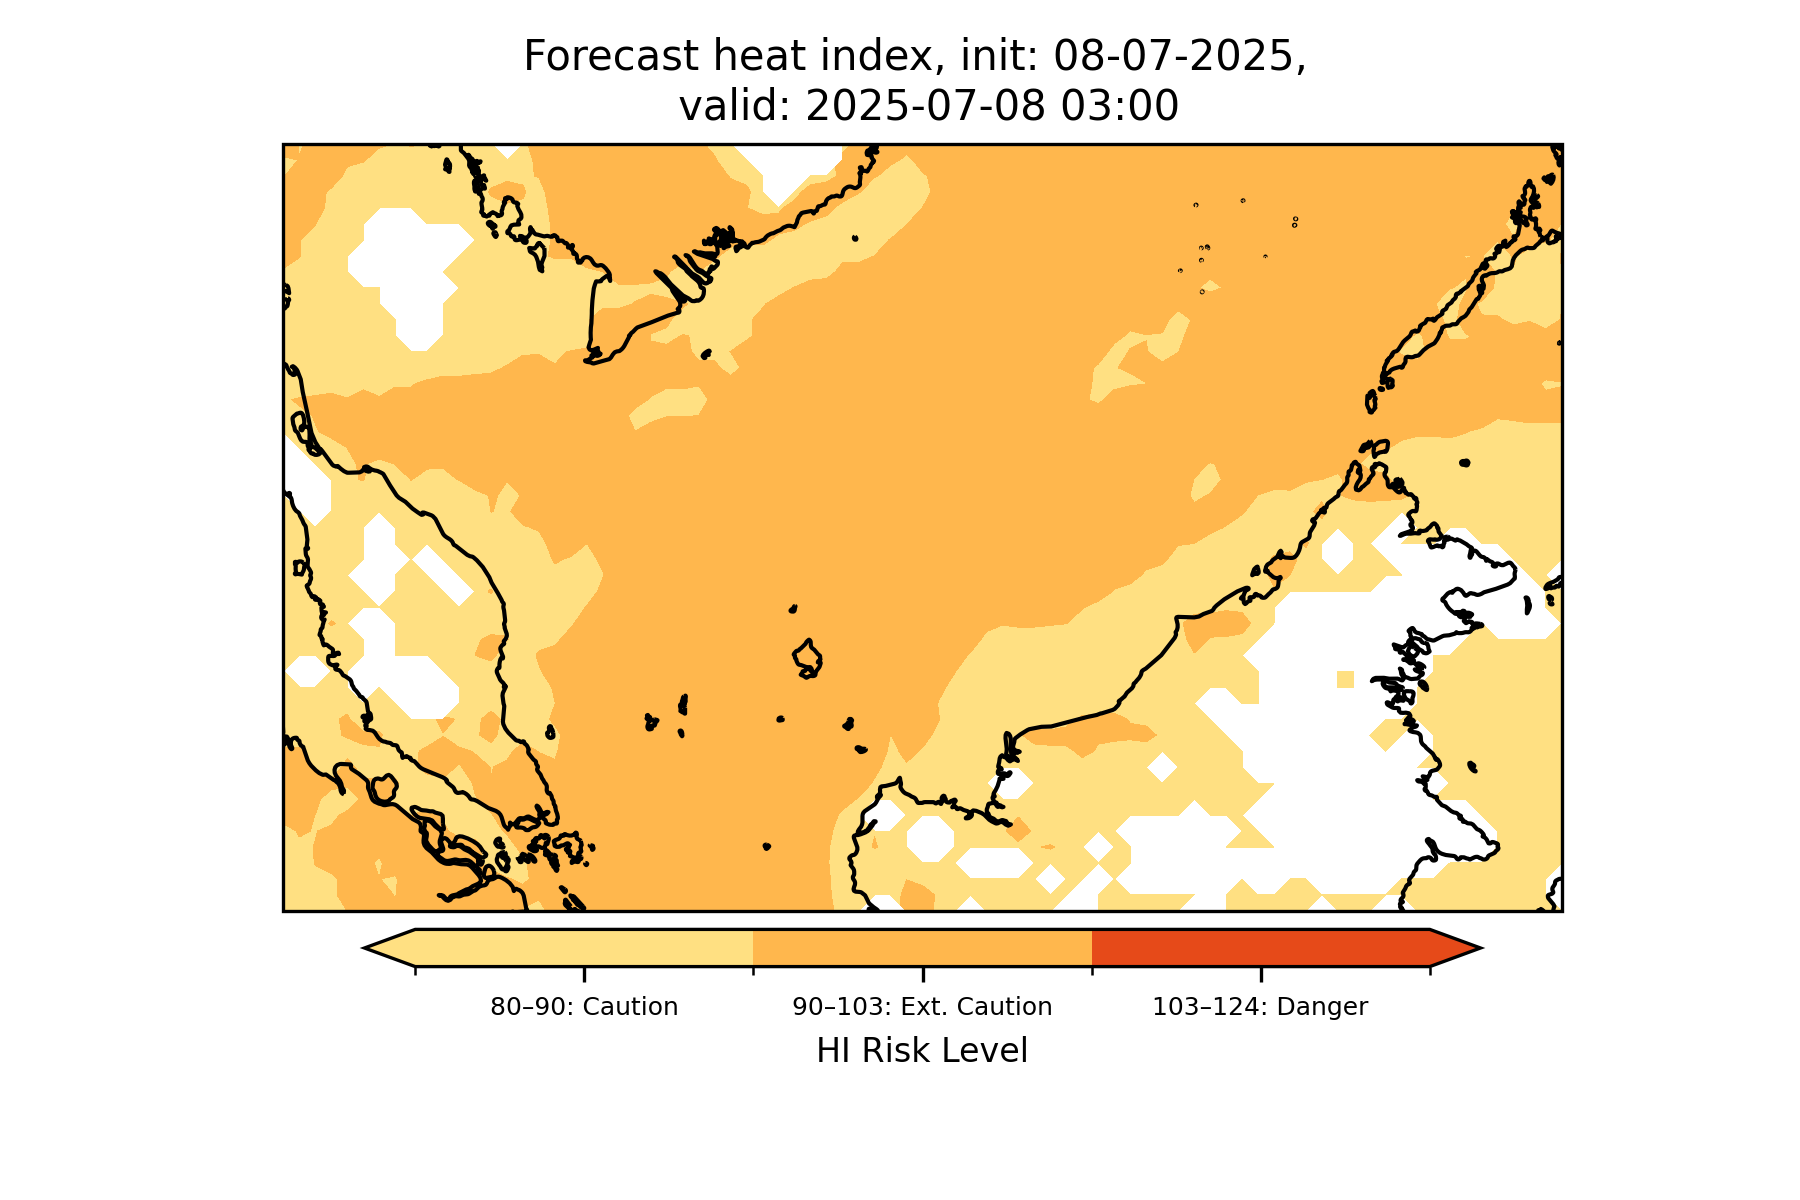 Forecast heat index, init: 08-07-2025,
valid: 2025-07-08 03:00
80–90: Caution
90–103: Ext. Caution
103–124: Danger
HI Risk Level